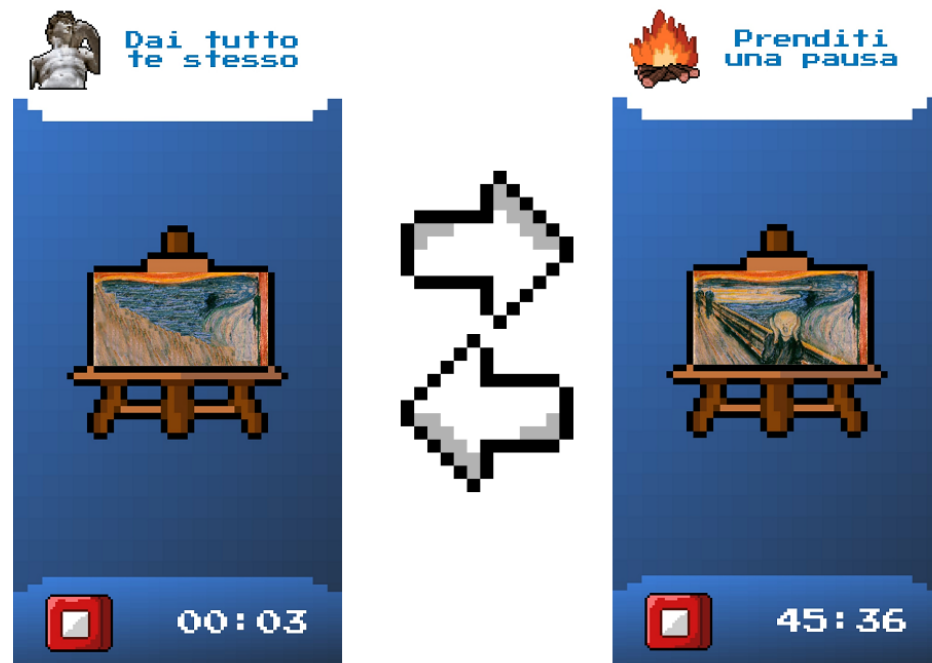 Dai tutto
te stesso
Prenditi
una pausa
00:03
45:36